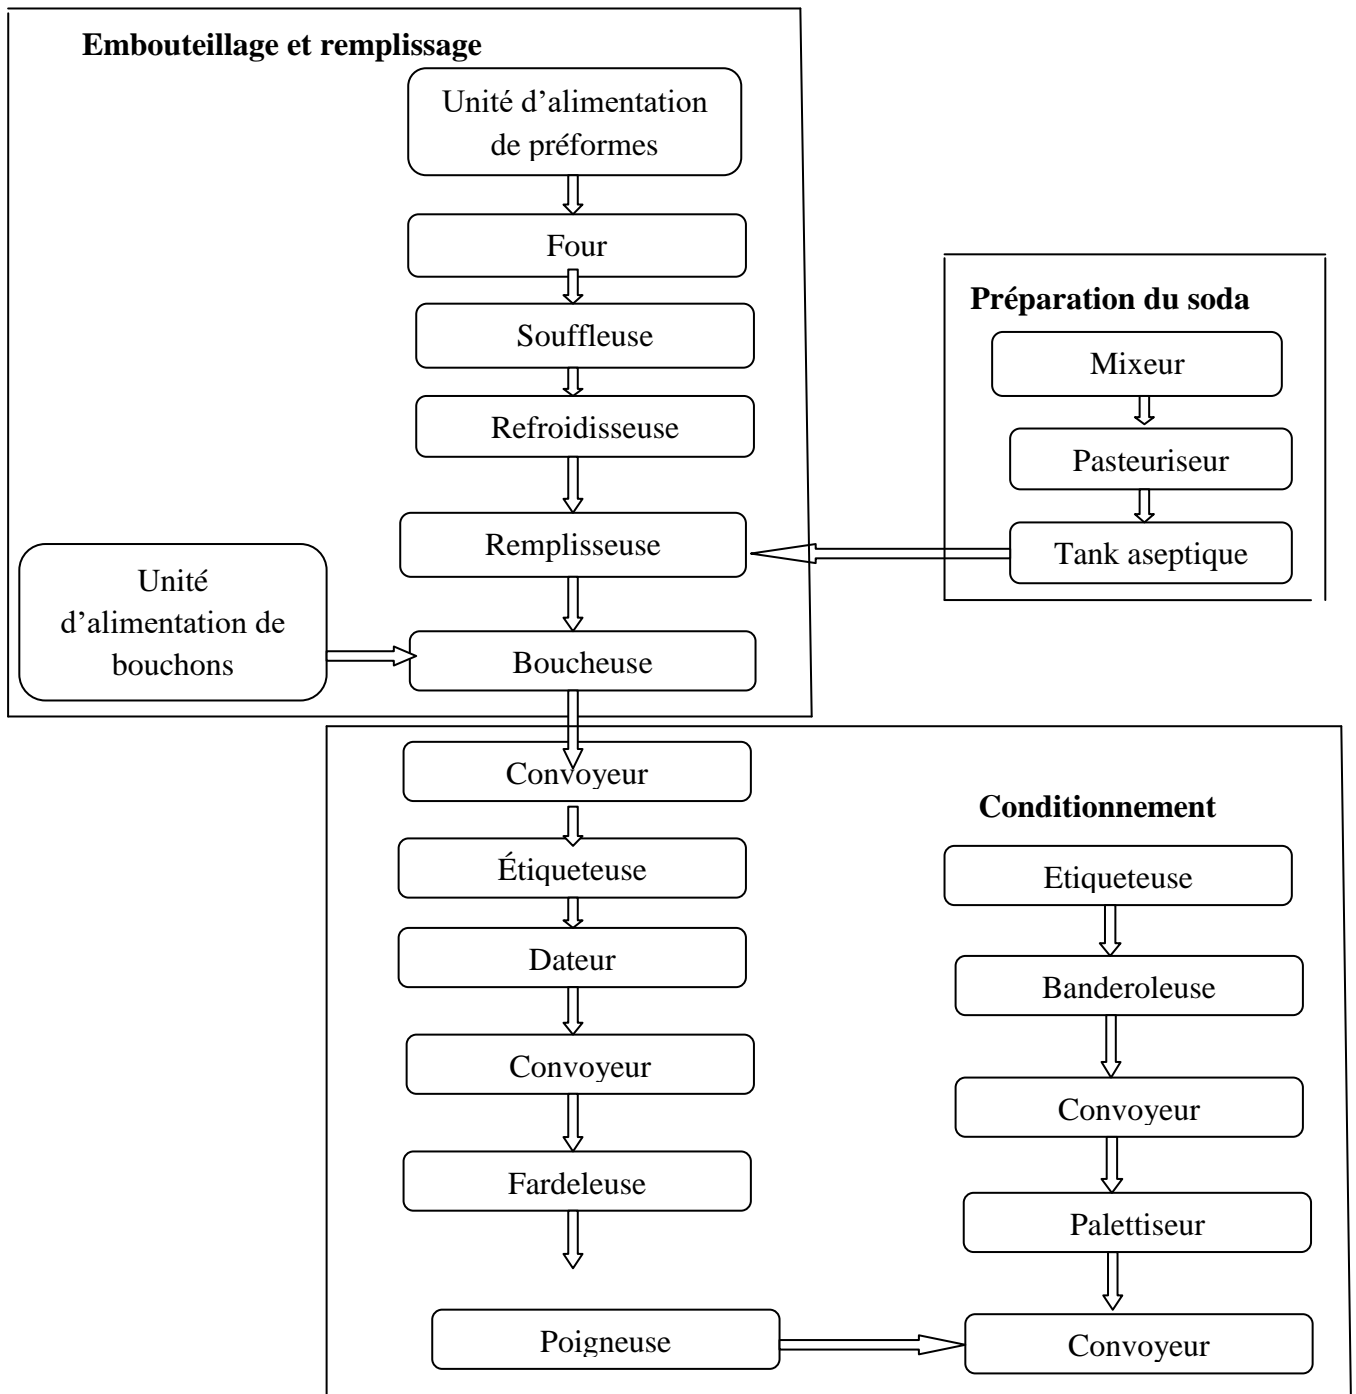 Embouteillage et remplissage
Unité d’alimentation
de préformes
Four
Souffleuse
Refroidisseuse
Remplisseuse
Unité
d’alimentation de
bouchons
Boucheuse
Préparation du soda
Mixeur
Pasteuriseur
Tank aseptique
Convoyeur
Étiqueteuse
Dateur
Convoyeur
Fardeleuse
Poigneuse
Conditionnement
Etiqueteuse
Banderoleuse
Convoyeur
Palettiseur
Convoyeur